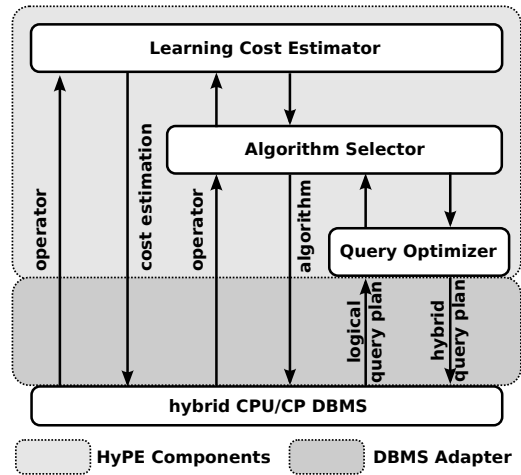 Learning Cost Estimator
Algorithm Selector
Query Optimizer
operator
cost estimation
operator
algorithm
logical
query plan
hybrid
query plan
hybrid CPU/CP DBMS
HyPE Components
DBMS Adapter